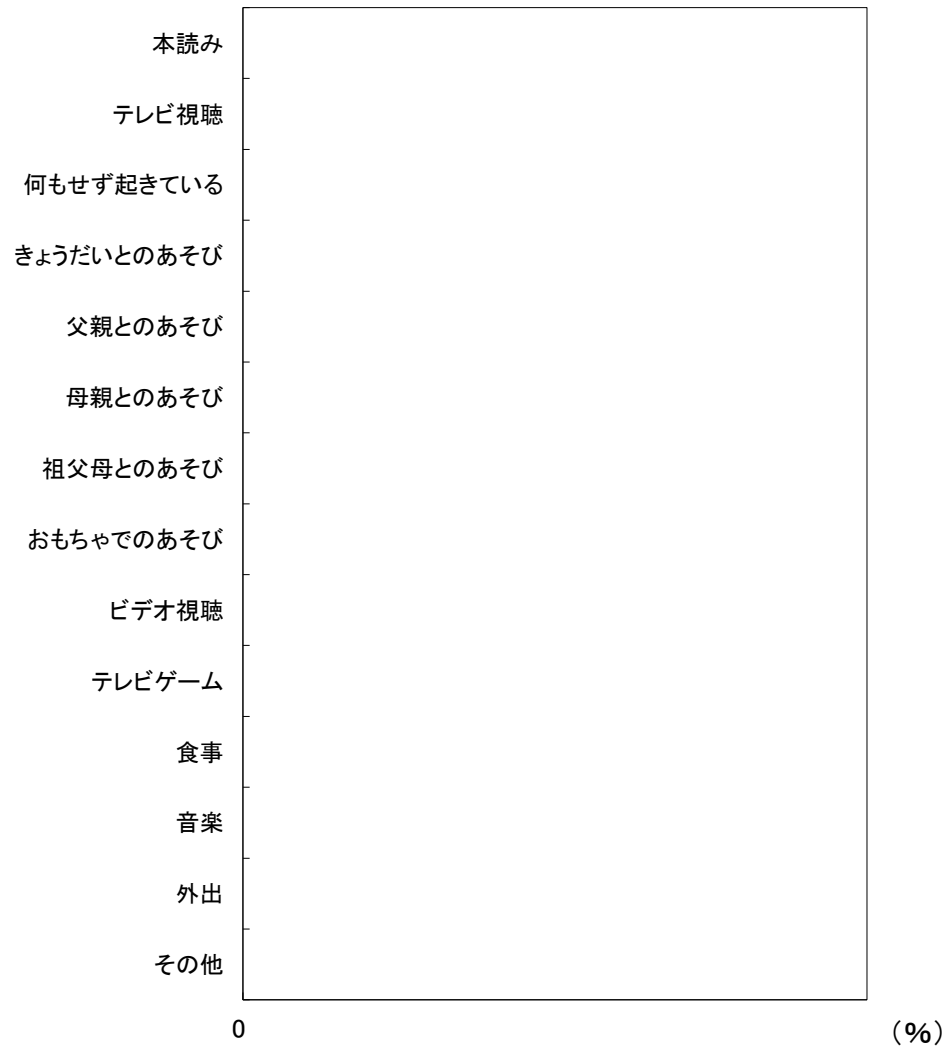 本読み
テレビ視聴
何もせず起きている
きょうだいとのあそび
父親とのあそび
母親とのあそび
祖父母とのあそび
おもちゃでのあそび
ビデオ視聴
テレビゲーム
食事
音楽
外出
その他
0 （%）